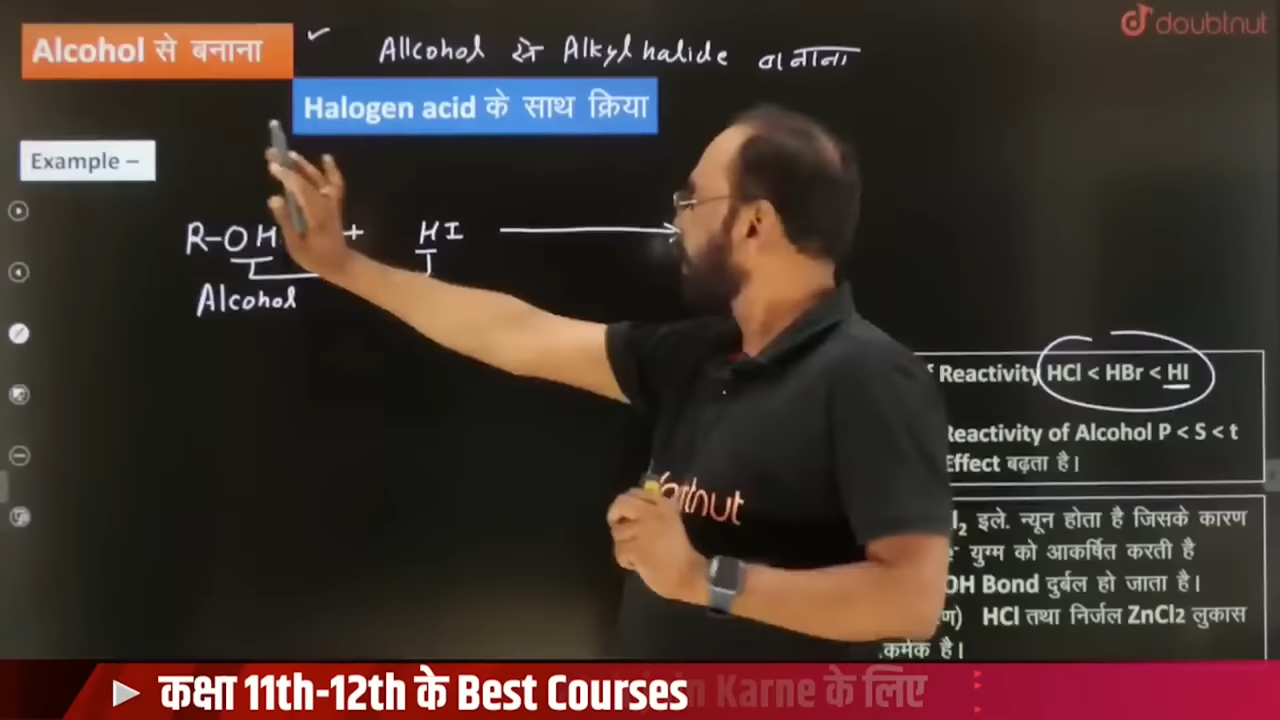 Alcohol से बनाना
Allcohol से Alkyl halide बनाना
doubtnut
Halogen acid के साथ क्रिया
Example –
R-OH + HI
Alcohol
Reactivity HCl < HBr < HI
Reactivity of Alcohol P < S < t
Effect बढ़ता है।
इले. न्यून होता है जिसके कारण
युग्म को आकर्षित करती है
OH Bond दुर्बल हो जाता है।
HCl तथा निर्जल ZnCl2 लुकास
कर्मक है।
कक्षा 11th-12th के Best Courses Karne के लिए